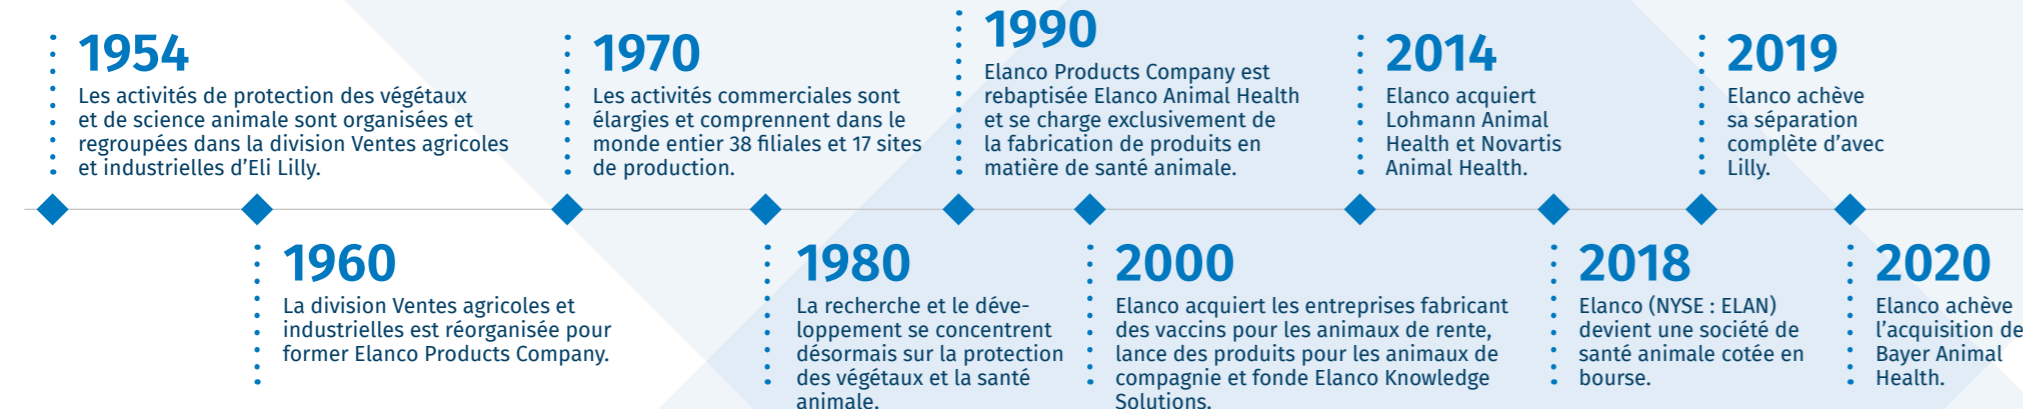 1954
Les activités de protection des végétaux
et de science animale sont organisées et
regroupées dans la division Ventes agricoles
et industrielles d’Eli Lilly.
1960
La division Ventes agricoles et
industrielles est réorganisée pour
former Elanco Products Company.
1970
Les activités commerciales sont
élargies et comprennent dans le
monde entier 38 filiales et 17 sites
de production.
1980
La recherche et le déve-
loppement se concentrent
désormais sur la protection
des végétaux et la santé
animale.
1990
Elanco Products Company est
rebaptisée Elanco Animal Health
et se charge exclusivement de
la fabrication de produits en
matière de santé animale.
2000
Elanco acquiert les entreprises fabricant
des vaccins pour les animaux de rente,
lance des produits pour les animaux de
compagnie et fonde Elanco Knowledge
Solutions.
2014
Elanco acquiert
Lohmann Animal
Health et Novartis
Animal Health.
2018
Elanco (NYSE : ELAN)
devient une société de
santé animale cotée en
bourse.
2019
Elanco achève
sa séparation
complète d’avec
Lilly.
2020
Elanco achève
l’acquisition de
Bayer Animal
Health.